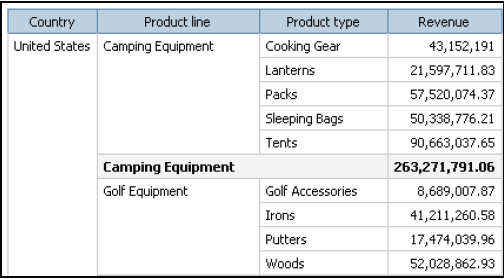 Country Product line Product type Revenue
United States Camping Equipment Cooking Gear 43,152,191
Lanterns 21,597,711.83
Packs 57,520,074.37
Sleeping Bags 50,338,776.21
Tents 90,663,037.65
Camping Equipment 263,271,791.06
Golf Equipment Golf Accessories 8,689,007.87
Irons 41,211,260.58
Putters 17,474,039.96
Woods 52,028,862.93